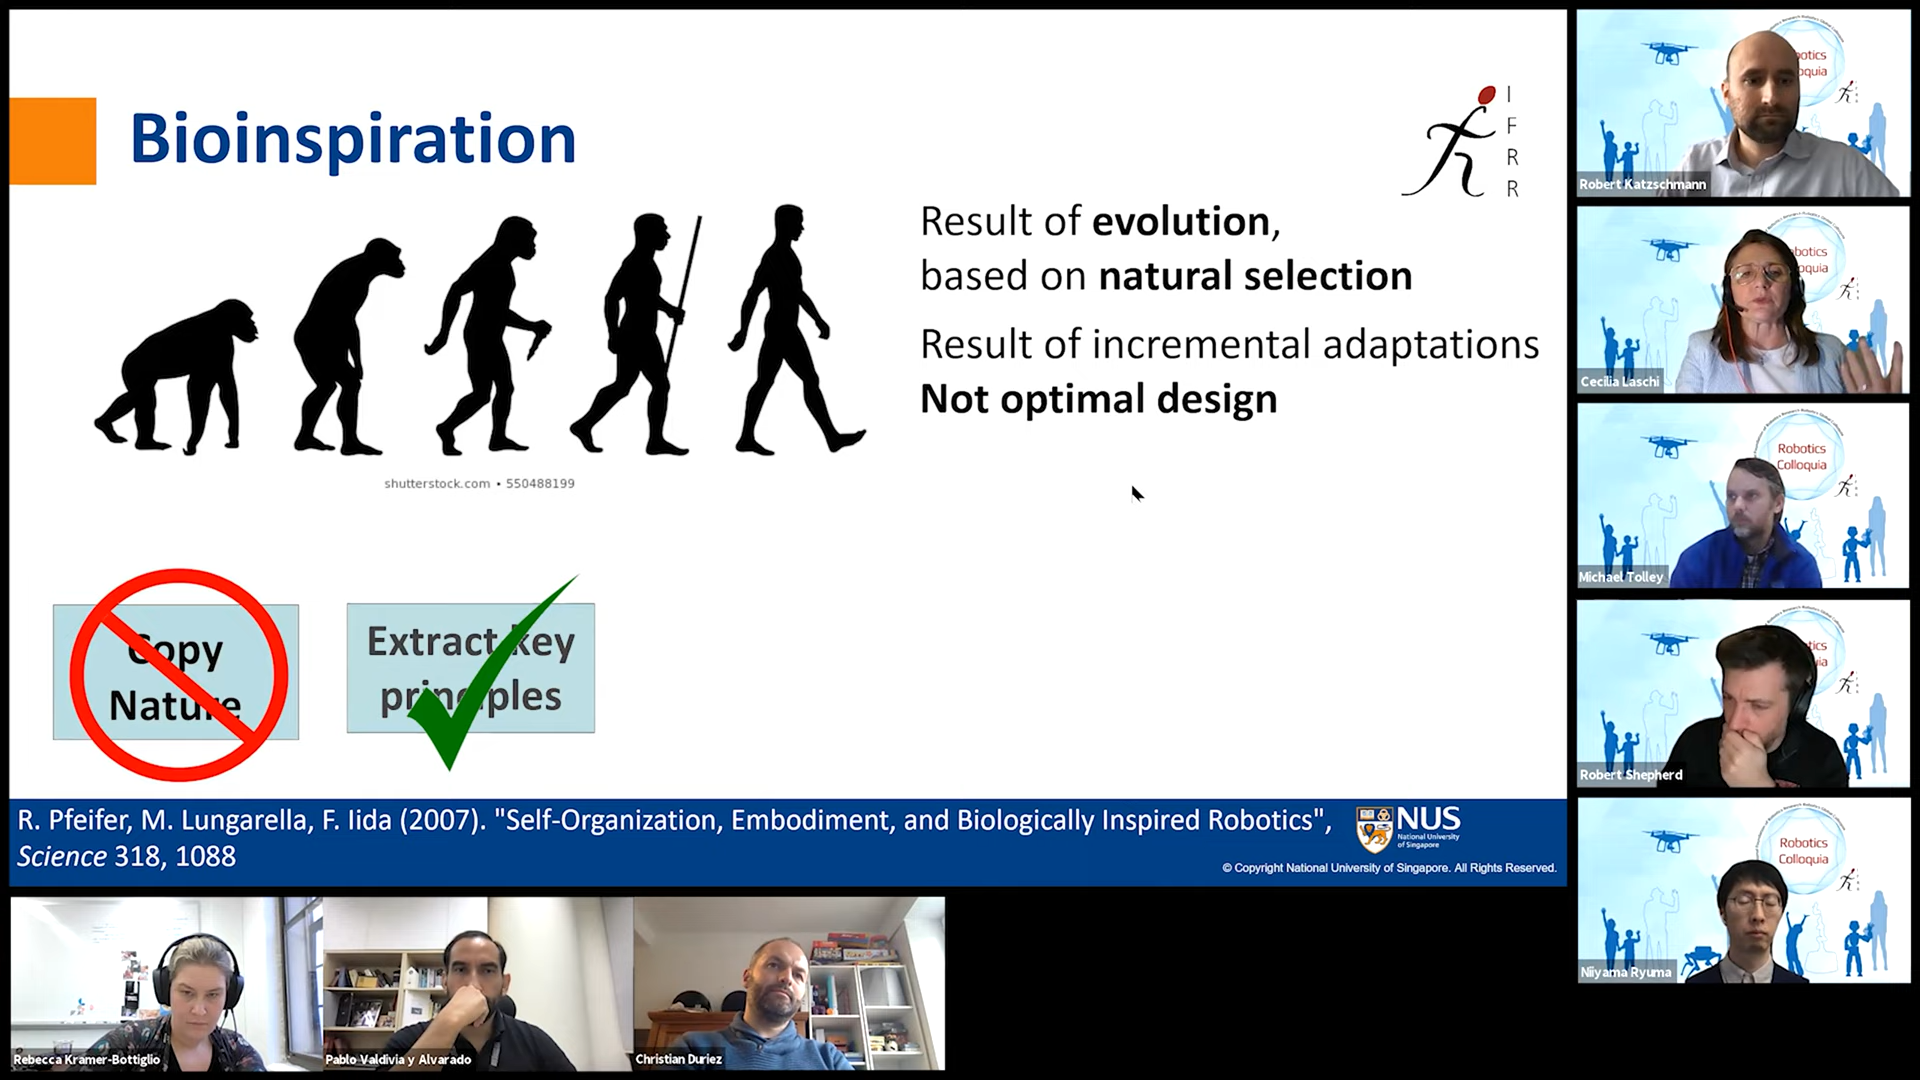 Bioinspiration
I
F
R
R
Result of evolution,
based on natural selection
Result of incremental adaptations
Not optimal design
shutterstock.com • 550488199
Copy
Nature
Extract key
principles
R. Pfeifer, M. Lungarella, F. Iida (2007). "Self-Organization, Embodiment, and Biologically Inspired Robotics",
Science 318, 1088
NUS
National University
of Singapore
© Copyright National University of Singapore. All Rights Reserved.
Robert Katzschmann
Cecilia Laschi
Robotics
Colloquia
Michael Tolley
Robert Shepherd
Robotics
Colloquia
Niiyama Ryuma
Rebecca Kramer-Bottiglio
Pablo Valdivia y Alvarado
Christian Duriez